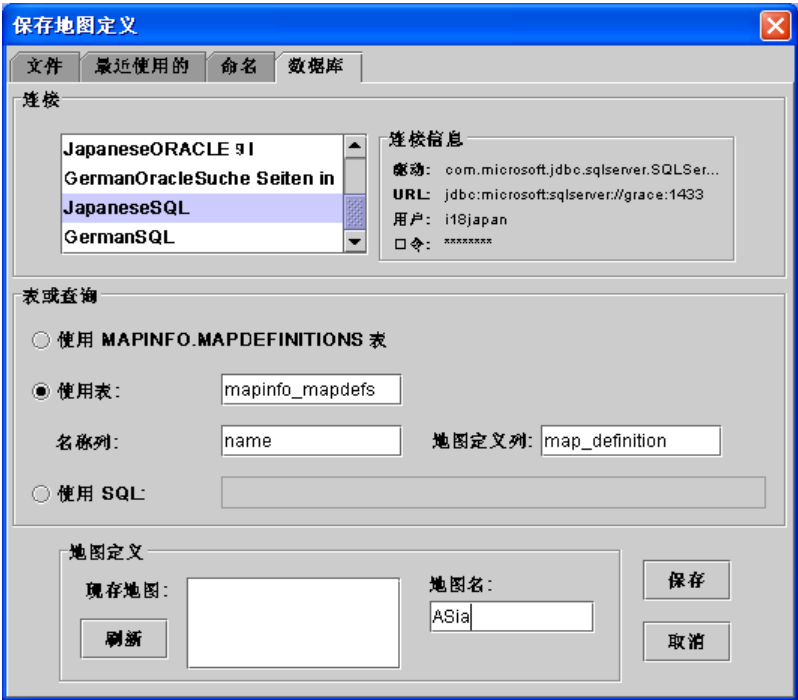 保存地图定义
文件 最近使用的 命名 数据库
连接
JapaneseORACLE 9 I
GermanOracleSuche Seiten in
JapaneseSQL
GermanSQL
连接信息
驱动: com.microsoft.jdbc.sqlserver.SQLSer...
URL: jdbc:microsoft:sqlserver://grace:1433
用户: i18japan
口令: ********
表或查询
使用 MAPINFO.MAPDEFINITIONS 表
使用表: mapinfo_mapdefs
名称列: name 地图定义列: map_definition
使用 SQL:
地图定义
现存地图:
刷新
地图名:
ASia
保存
取消